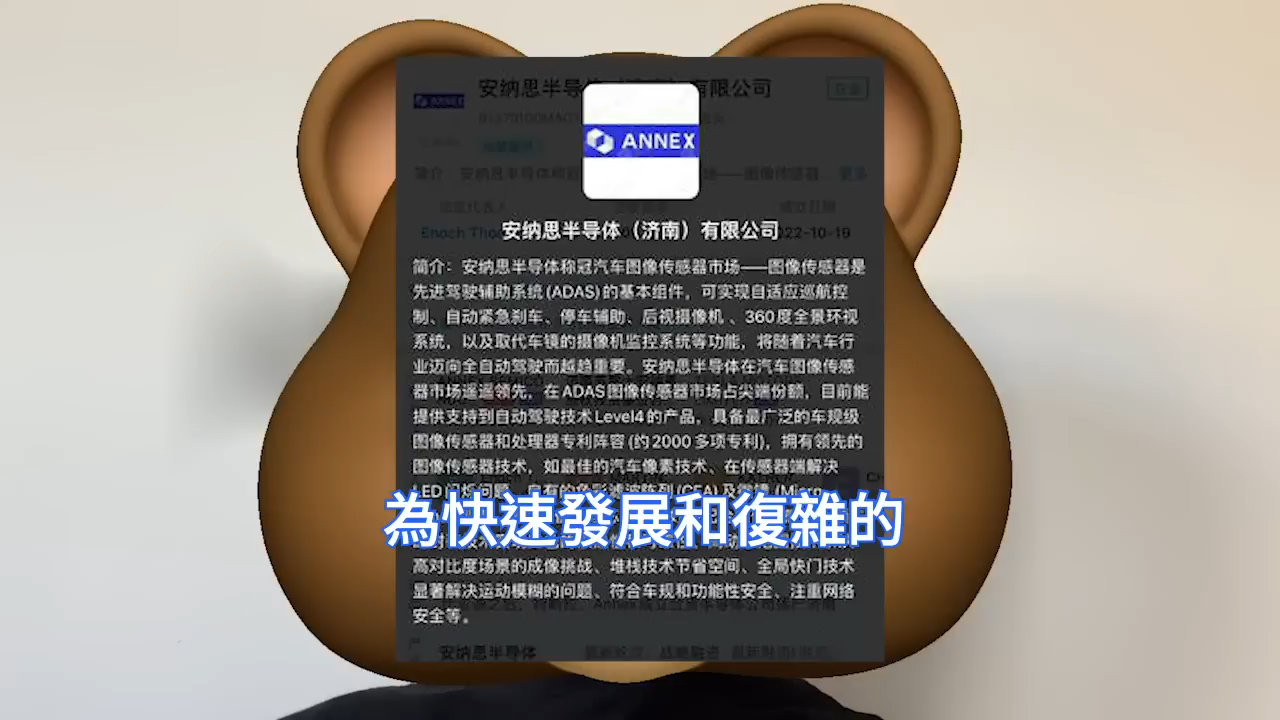 ANNEX
安纳思半导体（济南）有限公司
简介：安纳思半导体称冠汽车图像传感器市场——图像传感器是
先进驾驶辅助系统(ADAS)的基本组件，可实现自适应巡航控
制、自动紧急刹车、停车辅助、后视摄像机、360度全景环视
系统，以及取代车镜的摄像机监控系统等功能，将随着汽车行
业迈向全自动驾驶而越趋重要。安纳思半导体在汽车图像传感
器市场遥遥领先，在ADAS图像传感器市场占尖端份额，目前能
提供支持到自动驾驶技术Level4的产品，具备最广泛的车规级
图像传感器和处理器专利阵容(约2000多项专利)，拥有领先的
图像传感器技术，如最佳的汽车像素技术、在传感器端解决
為快速發展和復雜的
高对比度场景的成像挑战、堆栈技术节省空间、全局快门技术
显著解决运动模糊的问题、符合车规和功能性安全、注重网络
安全等。
安纳思半导体